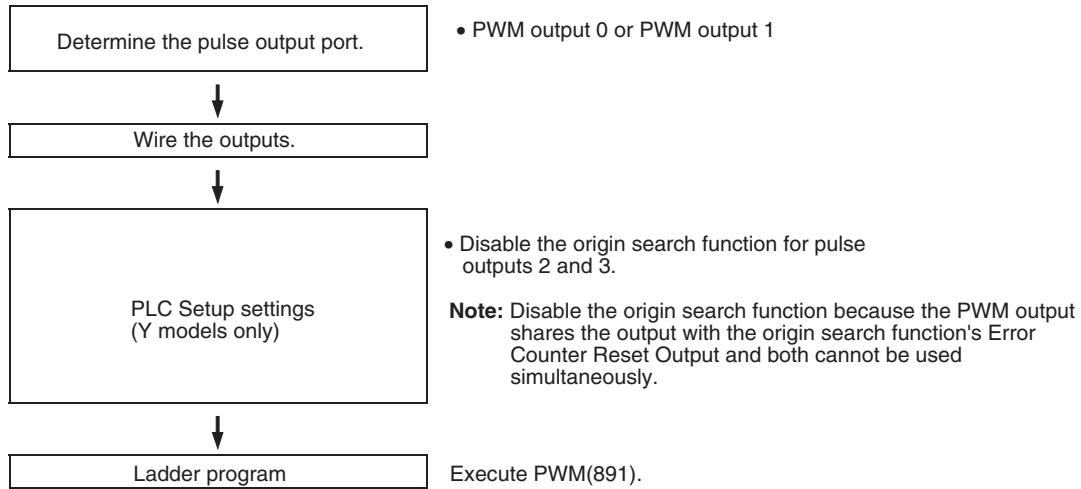 Determine the pulse output port.
• PWM output 0 or PWM output 1
Wire the outputs.
PLC Setup settings
(Y models only)
• Disable the origin search function for pulse
outputs 2 and 3.
Note: Disable the origin search function because the PWM output
shares the output with the origin search function's Error
Counter Reset Output and both cannot be used
simultaneously.
Ladder program
Execute PWM(891).